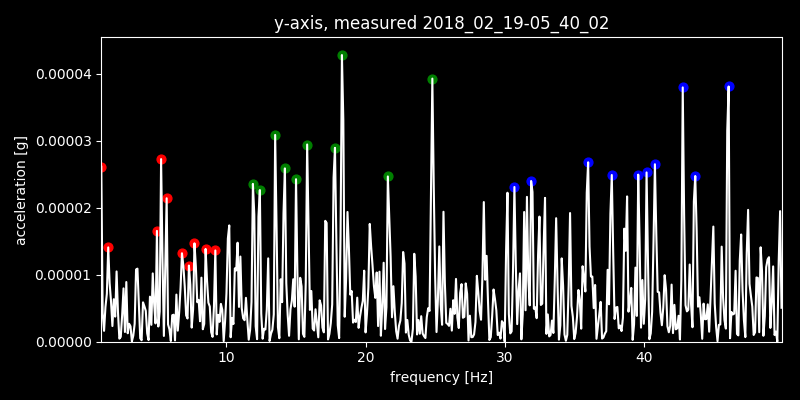 y-axis, measured 2018_02_19-05_40_02
0.00004
0.00003
0.00002
0.00001
0.00000
acceleration [g]
10 20 30 40
frequency [Hz]